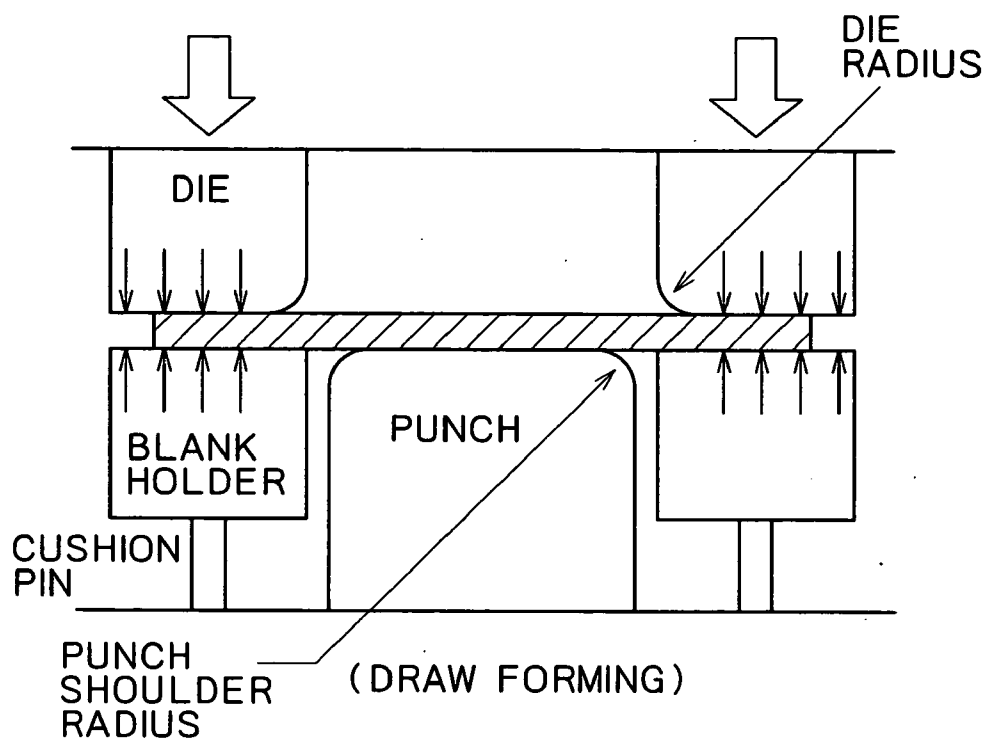 DIE
RADIUS
DIE
PUNCH
BLANK
HOLDER
CUSHION
PIN
PUNCH
SHOULDER
RADIUS
(DRAW FORMING)